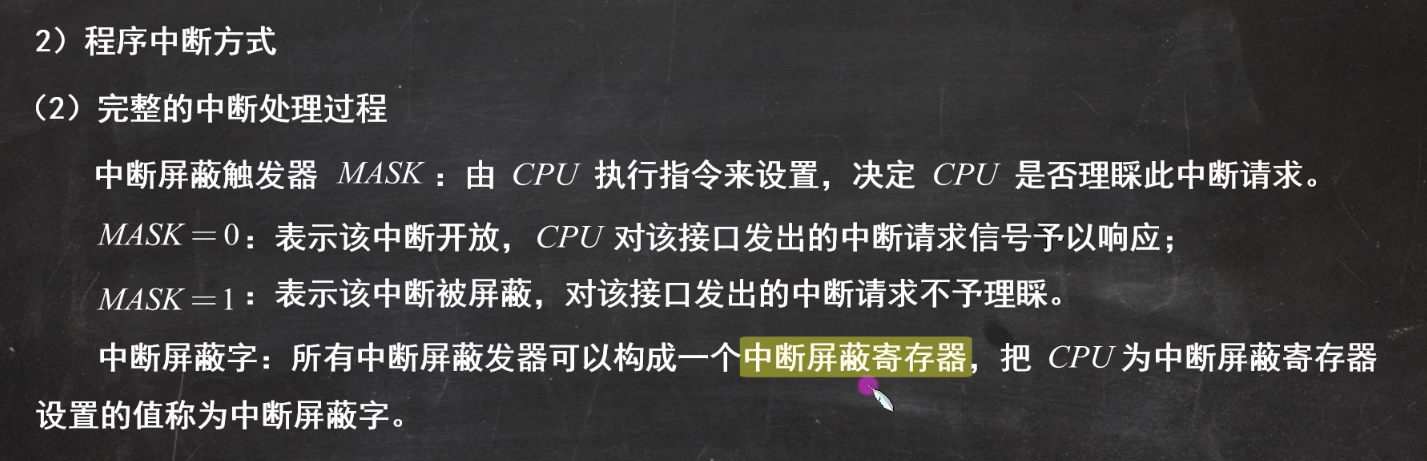 2）程序中断方式
（2）完整的中断处理过程
中断屏蔽触发器 MASK：由 CPU 执行指令来设置，决定 CPU 是否理睬此中断请求。
MASK＝0：表示该中断开放，CPU 对该接口发出的中断请求信号予以响应；
MASK＝1：表示该中断被屏蔽，对该接口发出的中断请求不予理睬。
中断屏蔽字：所有中断屏蔽发器可以构成一个中断屏蔽寄存器，把 CPU 为中断屏蔽寄存器
设置的值称为中断屏蔽字。